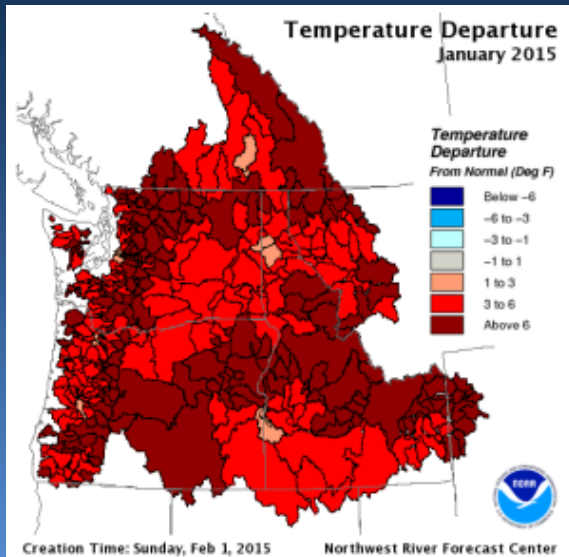 Temperature Departure
January 2015
Temperature
Departure
From Normal (Deg F)
Below -6
-6 to -3
-3 to -1
-1 to 1
1 to 3
3 to 6
Above 6
NOAA
Creation Time: Sunday, Feb 1, 2015 Northwest River Forecast Center